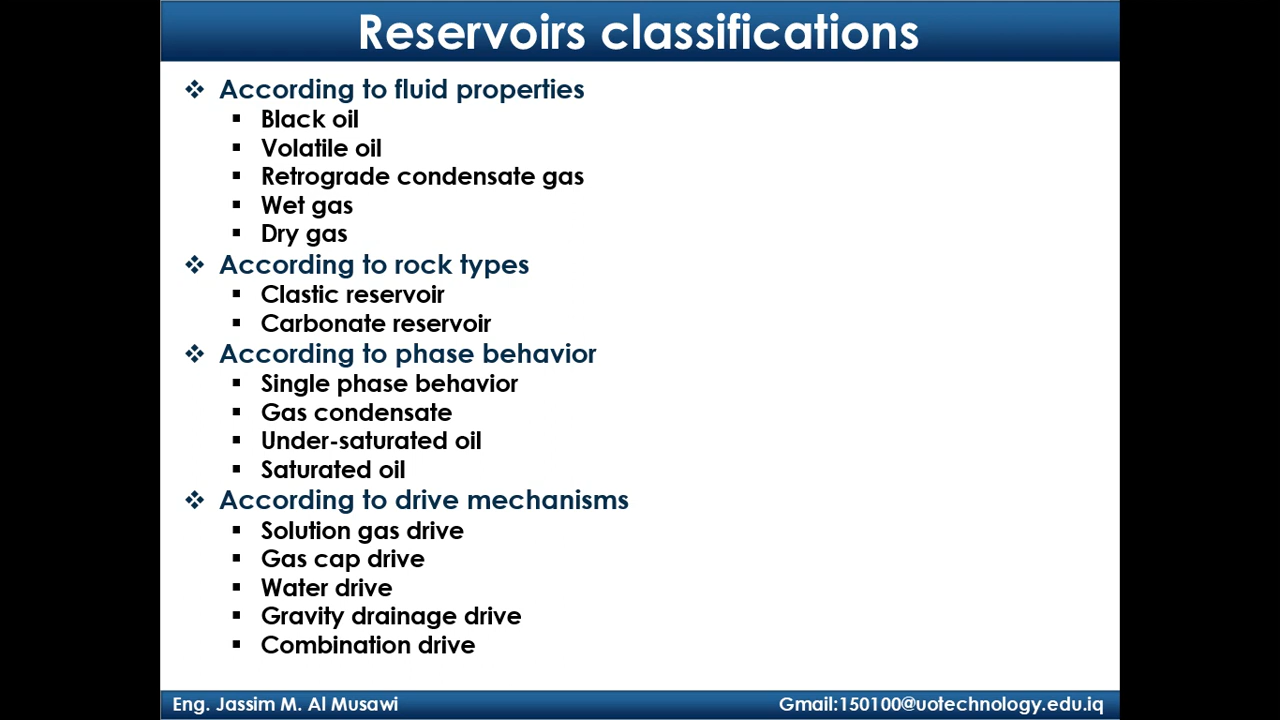 Reservoirs classifications
❖ According to fluid properties
▪ Black oil
▪ Volatile oil
▪ Retrograde condensate gas
▪ Wet gas
▪ Dry gas
❖ According to rock types
▪ Clastic reservoir
▪ Carbonate reservoir
❖ According to phase behavior
▪ Single phase behavior
▪ Gas condensate
▪ Under-saturated oil
▪ Saturated oil
❖ According to drive mechanisms
▪ Solution gas drive
▪ Gas cap drive
▪ Water drive
▪ Gravity drainage drive
▪ Combination drive
Eng. Jassim M. Al Musawi
Gmail:150100@uotechnology.edu.iq